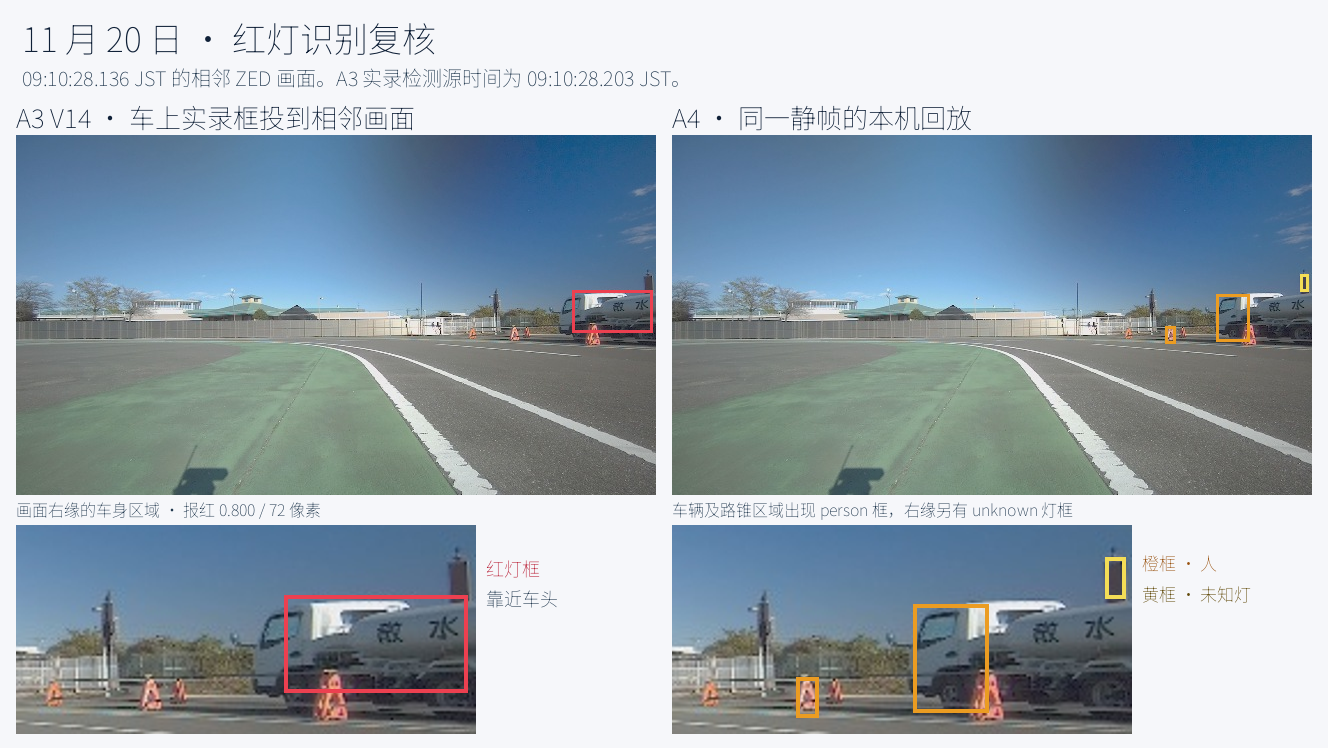 11 月 20 日 · 红灯识别复核
09:10:28.136 JST 的相邻 ZED 画面。A3 实录检测源时间为 09:10:28.203 JST。
A3 V14 · 车上实录框投到相邻画面
A4 · 同一静帧的本机回放
水
水
画面右缘的车身区域 · 报红 0.800 / 72 像素
车辆及路锥区域出现 person 框，右缘另有 unknown 灯框
散 水
红灯框
靠近车头
散 水
橙框 · 人
黄框 · 未知灯